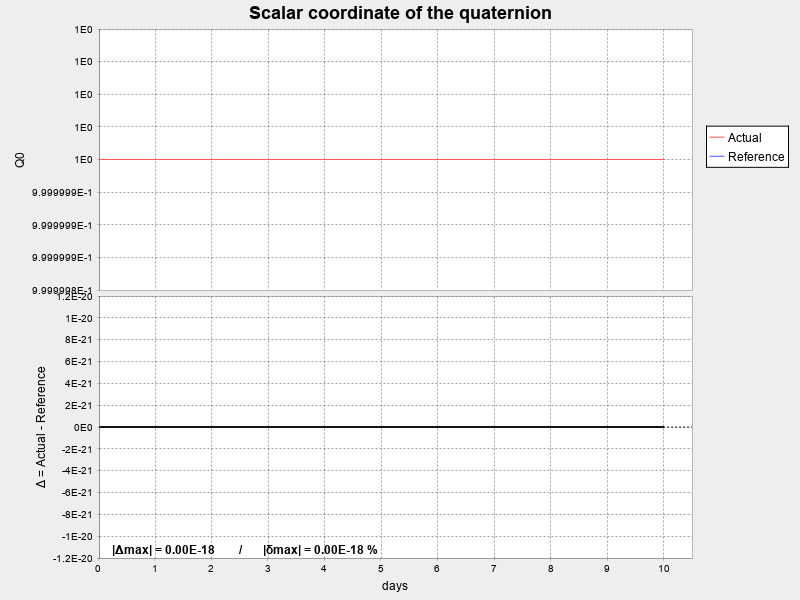 Scalar coordinate of the quaternion
1E0
1E0
1E0
1E0
1E0
9.999999E-1
9.999999E-1
9.999999E-1
9.999998E-1
Q0
Actual
Reference
1.2E-20
1E-20
8E-21
6E-21
4E-21
2E-21
0E0
-2E-21
-4E-21
-6E-21
-8E-21
-1E-20
-1.2E-20
Δ = Actual - Reference
|Δmax| = 0.00E-18 / |δmax| = 0.00E-18 %
0 1 2 3 4 5 6 7 8 9 10
days